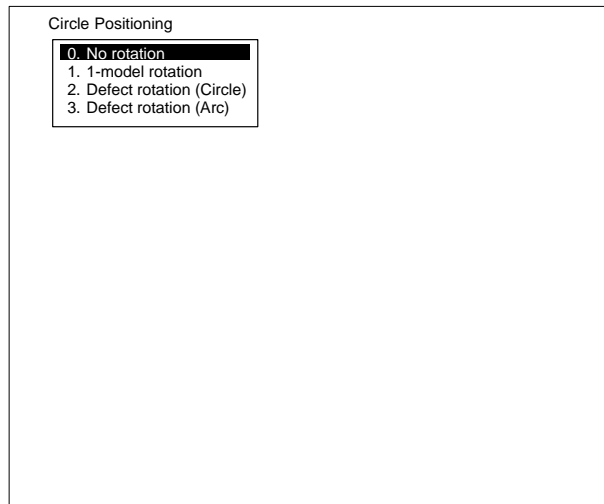 Circle Positioning
0. No rotation
1. 1-model rotation
2. Defect rotation (Circle)
3. Defect rotation (Arc)